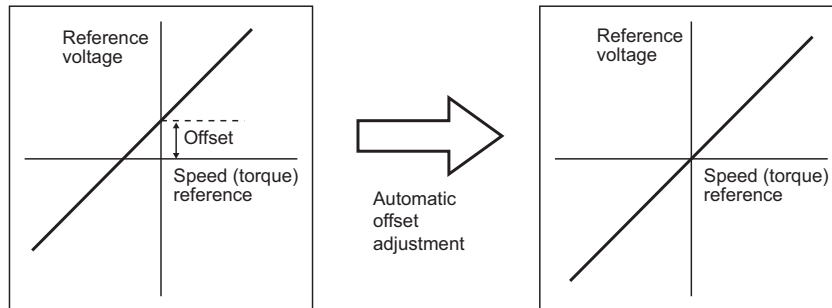 Reference
voltage
Offset
Speed (torque)
reference
Automatic
offset
adjustment
Reference
voltage
Speed (torque)
reference